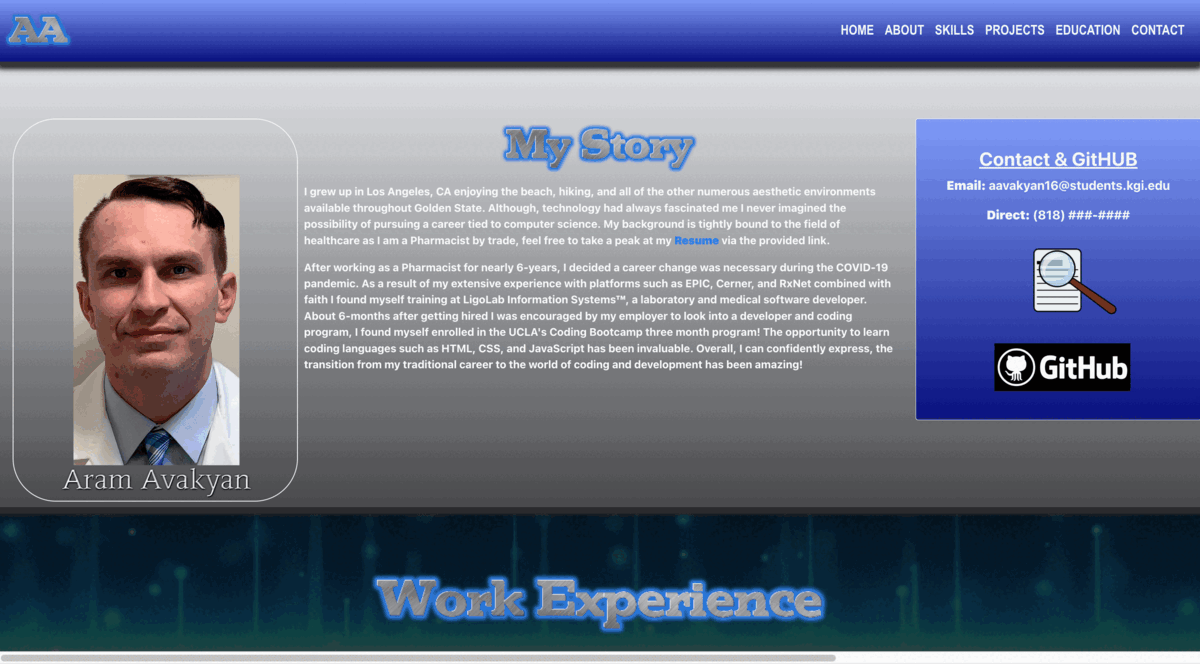 AA
HOME ABOUT SKILLS PROJECTS EDUCATION CONTACT
Aram Avakyan
My Story
I grew up in Los Angeles, CA enjoying the beach, hiking, and all of the other numerous aesthetic environments
available throughout Golden State. Although, technology had always fascinated me I never imagined the
possibility of pursuing a career tied to computer science. My background is tightly bound to the field of
healthcare as I am a Pharmacist by trade, feel free to take a peak at my Resume via the provided link.
After working as a Pharmacist for nearly 6-years, I decided a career change was necessary during the COVID-19
pandemic. As a result of my extensive experience with platforms such as EPIC, Cerner, and RxNet combined with
faith I found myself training at LigoLab Information Systems™, a laboratory and medical software developer.
About 6-months after getting hired I was encouraged by my employer to look into a developer and coding
program, I found myself enrolled in the UCLA's Coding Bootcamp three month program! The opportunity to learn
coding languages such as HTML, CSS, and JavaScript has been invaluable. Overall, I can confidently express, the
transition from my traditional career to the world of coding and development has been amazing!
Contact & GitHUB
Email: aavakyan16@students.kgi.edu
Direct: (818) ###-####
GitHub
Work Experience